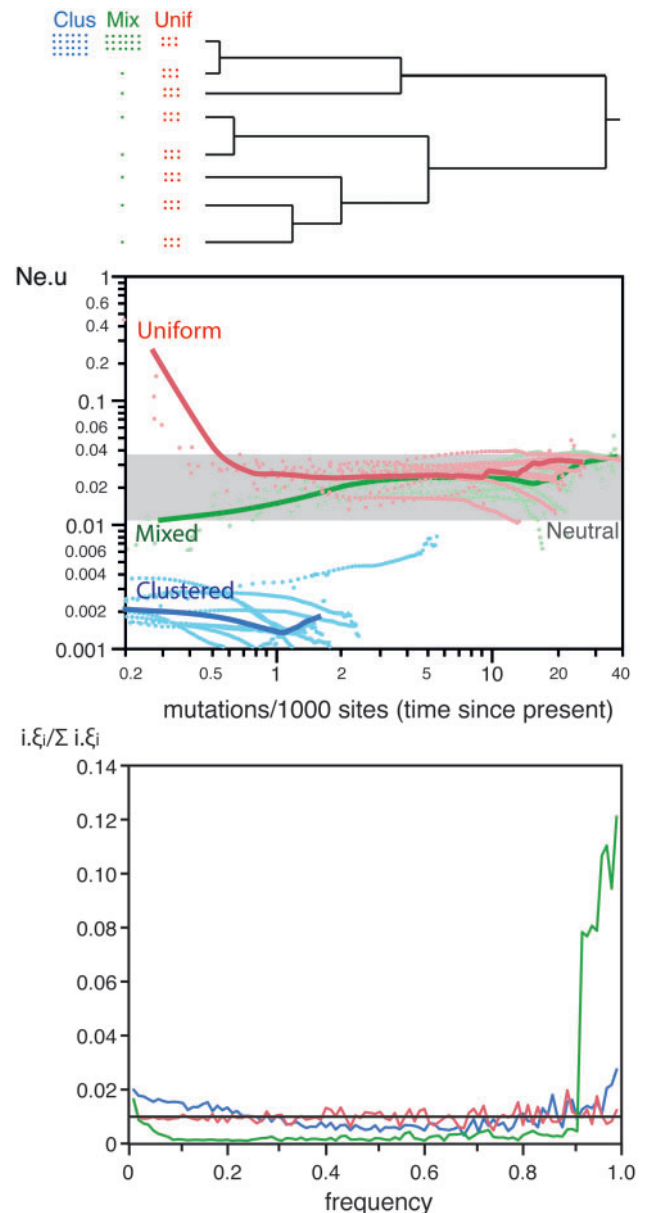 Clus Mix Unif
Ne.u
1
0.6
0.4
0.2
0.1
0.06
0.04
0.02
0.01
0.006
0.004
0.002
0.001
Uniform
Mixed
Neutral
Clustered
0.2 0.5 1 2 5 10 20 40
mutations/1000 sites (time since present)
i.ξi/Σ i.ξi
0.14
0.12
0.10
0.08
0.06
0.04
0.02
0
0 0.2 0.4 0.6 0.8 1.0
frequency